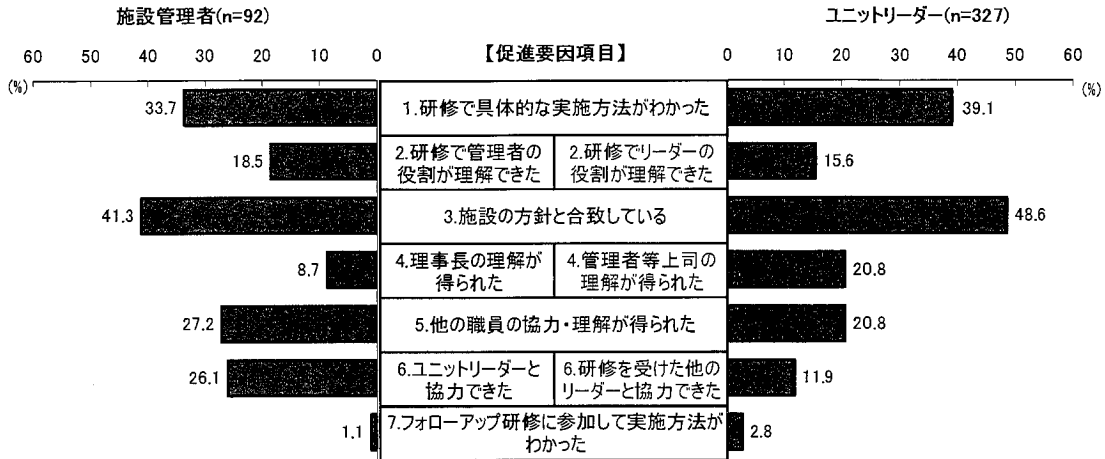 施設管理者(n=92)
ユニットリーダー(n=327)
60 50 40 30 20 10 0
【促進要因項目】
0 10 20 30 40 50 60
(%)
(%)
33.7
1.研修で具体的な実施方法がわかった
39.1
18.5
2.研修で管理者の
役割が理解できた
2.研修でリーダーの
役割が理解できた
15.6
41.3
3.施設の方針と合致している
48.6
8.7
4.理事長の理解が
得られた
4.管理者等上司の
理解が得られた
20.8
27.2
5.他の職員の協力・理解が得られた
20.8
26.1
6.ユニットリーダーと
協力できた
6.研修を受けた他の
リーダーと協力できた
11.9
1.1
7.フォローアップ研修に参加して実施方法が
わかった
2.8